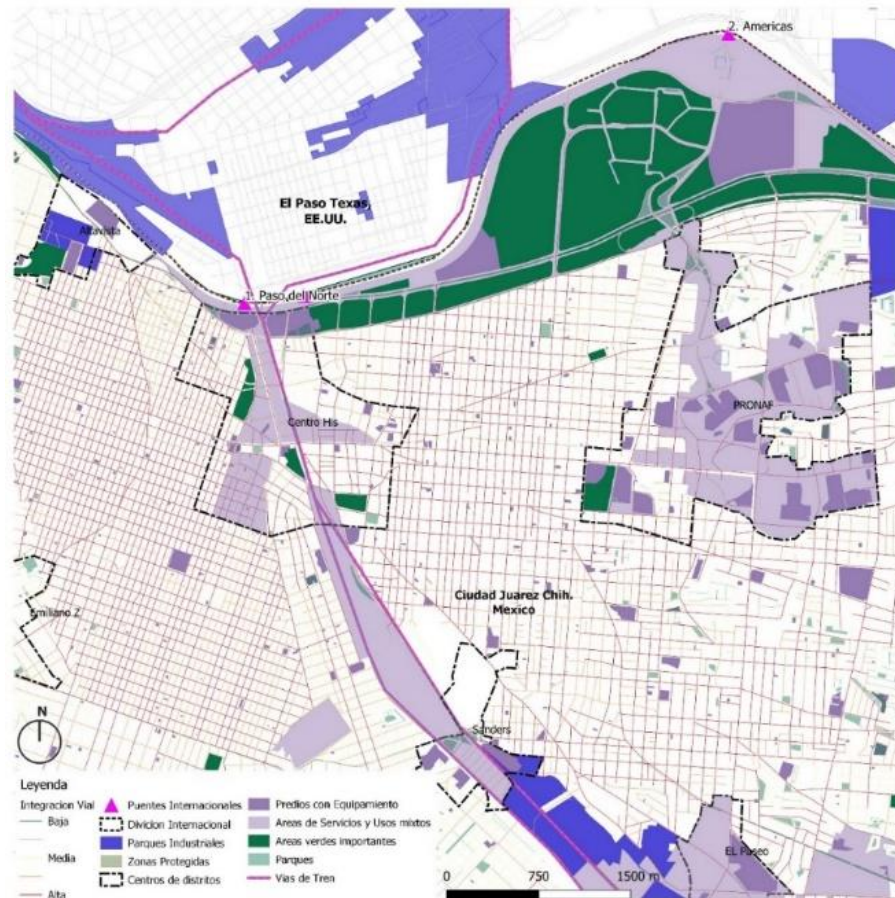 2. Americas
El Paso Texas,
EE.UU.
Altavista
1. Paso del Norte
Centro His
PRONAF
Ciudad Juarez Chih.
Mexico
Emiliano Z
N
Sanders
EL Paseo
Leyenda
Integracion Vial
Baja
Media
Alta
Puentes Internacionales
Divicion Internacional
Parques Industriales
Zonas Protegidas
Centros de distritos
Predios con Equipamiento
Areas de Servicios y Usos mixtos
Areas verdes importantes
Parques
Vias de Tren
0 750 1500 m